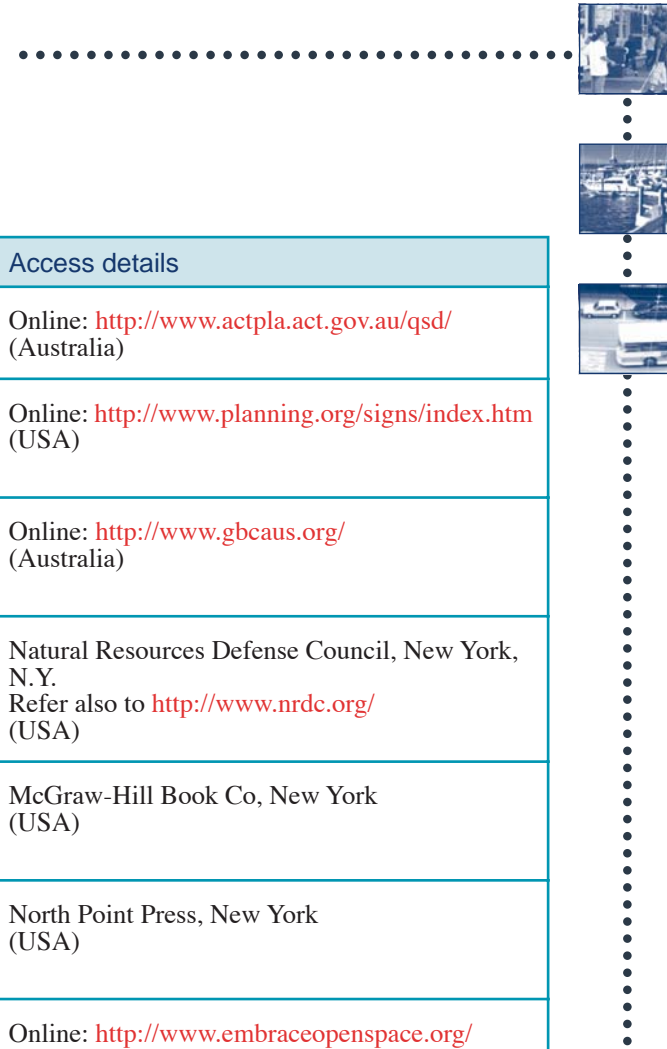 Access details
Online: http://www.actpla.act.gov.au/qsd/
(Australia)
Online: http://www.planning.org/signs/index.htm
(USA)
Online: http://www.gbcaus.org/
(Australia)
Natural Resources Defense Council, New York,
N.Y.
Refer also to http://www.nrdc.org/
(USA)
McGraw-Hill Book Co, New York
(USA)
North Point Press, New York
(USA)
Online: http://www.embraceopenspace.org/